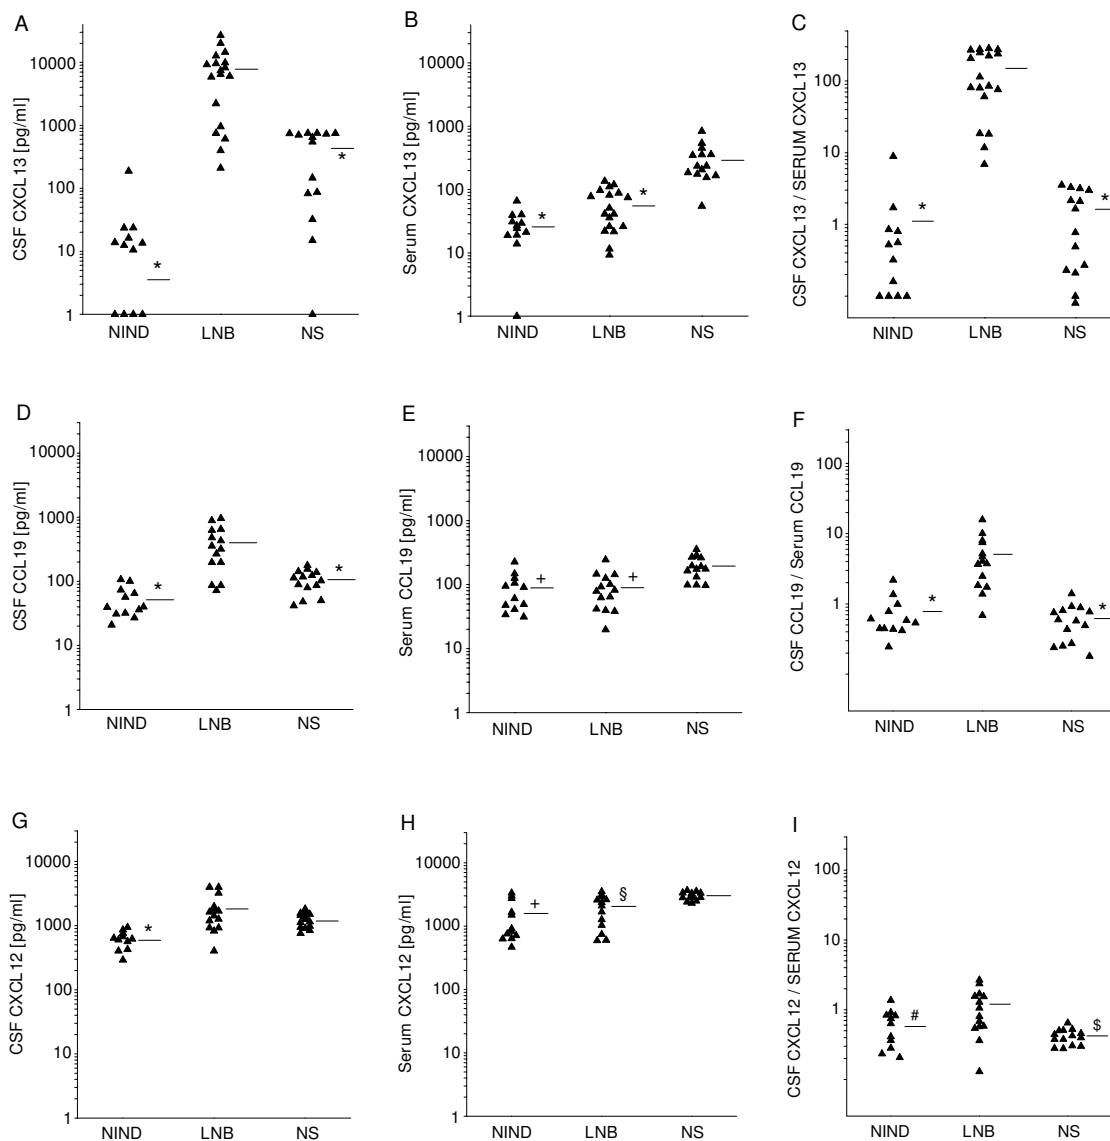 A
CSF CXCL13 [pg/ml]
10000
1000
100
10
1
*
*
NIND LNB NS
B
Serum CXCL13 [pg/ml]
10000
1000
100
10
1
*
*
NIND LNB NS
C
CSF CXCL13 / SERUM CXCL13
100
10
1
*
*
NIND LNB NS
D
CSF CCL19 [pg/ml]
10000
1000
100
10
1
*
*
NIND LNB NS
E
Serum CCL19 [pg/ml]
10000
1000
100
10
1
+
+
NIND LNB NS
F
CSF CCL19 / Serum CCL19
100
10
1
*
*
NIND LNB NS
G
CSF CXCL12 [pg/ml]
10000
1000
100
10
1
*
NIND LNB NS
H
Serum CXCL12 [pg/ml]
10000
1000
100
10
1
+
§
NIND LNB NS
I
CSF CXCL12 / SERUM CXCL12
100
10
1
#
$
NIND LNB NS